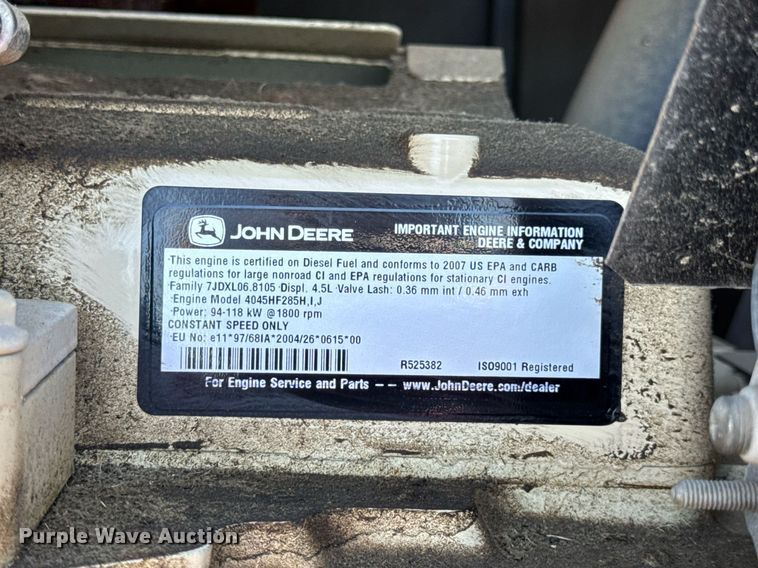 JOHN DEERE
IMPORTANT ENGINE INFORMATION
DEERE & COMPANY
This engine is certified on Diesel Fuel and conforms to 2007 US EPA and CARB
regulations for large nonroad CI and EPA regulations for stationary CI engines.
Family 7JDXL06.8105 Displ. 4.5L Valve Lash: 0.36 mm int / 0.46 mm exh
Engine Model 4045HF285H,I,J
Power: 94-118 kW @1800 rpm
CONSTANT SPEED ONLY
EU No: e11*97/68IA*2004/26*0615*00
R525382 ISO9001 Registered
For Engine Service and Parts -- www.JohnDeere.com/dealer
Purple Wave Auction